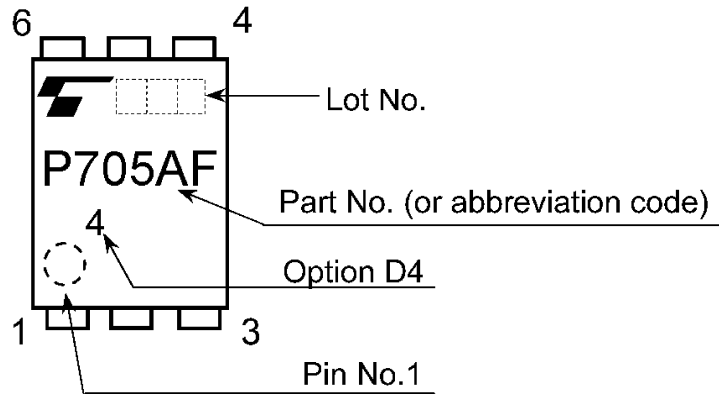 6 4
Lot No.
P705AF
Part No. (or abbreviation code)
4
Option D4
1 3
Pin No.1